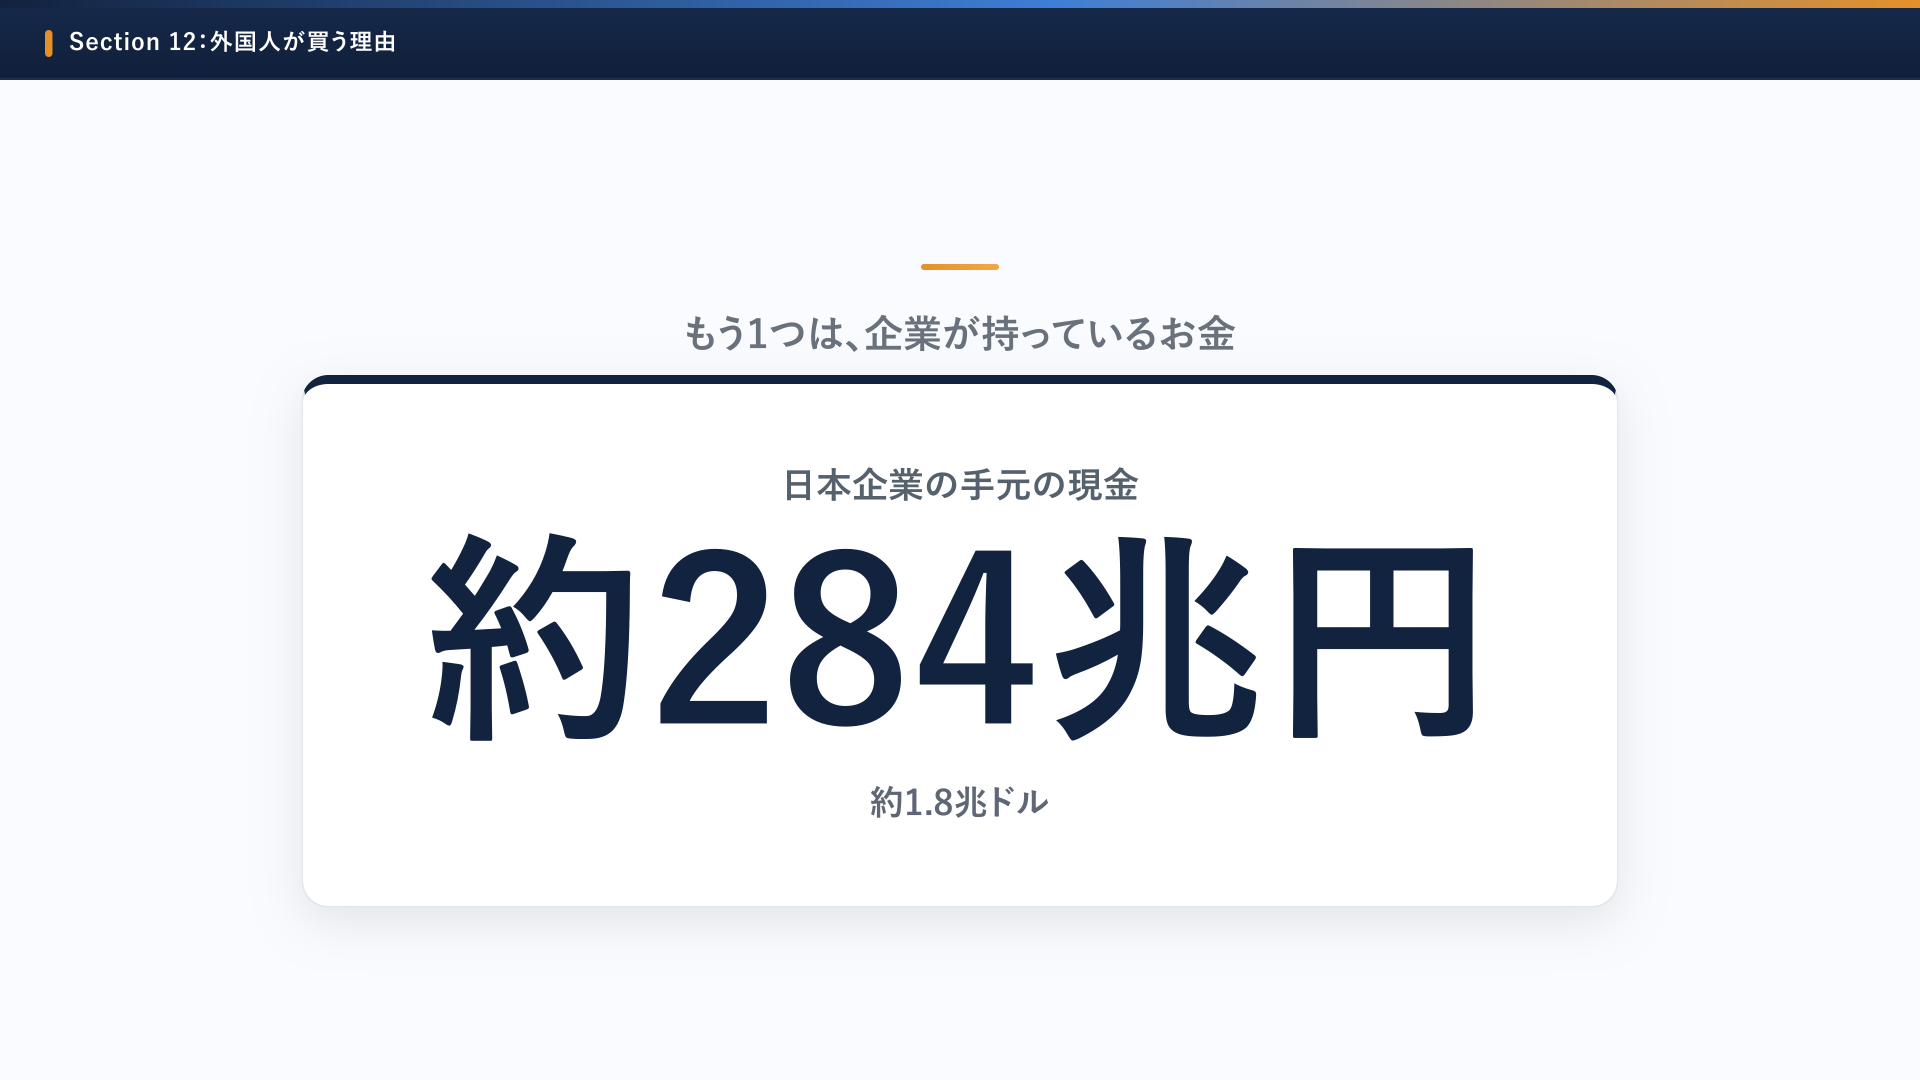 Section 12：外国人が買う理由
もう1つは、企業が持っているお金
日本企業の手元の現金
約284兆円
約1.8兆ドル